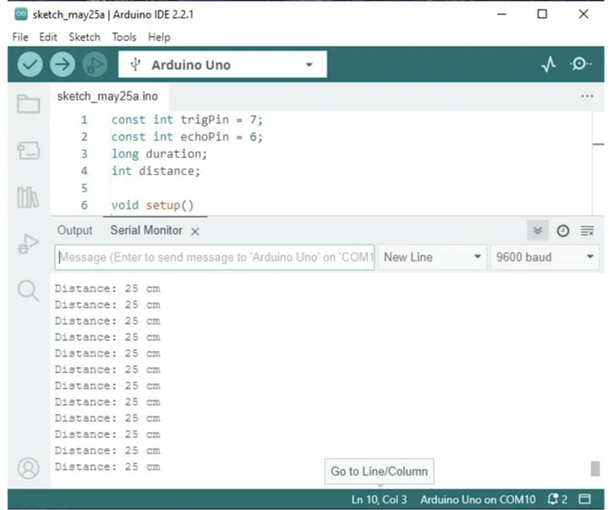 sketch_may25a | Arduino IDE 2.2.1
File Edit Sketch Tools Help
Arduino Uno
sketch_may25a.ino
1 const int trigPin = 7;
2 const int echoPin = 6;
3 long duration;
4 int distance;
5
6 void setup()
Output Serial Monitor
Message (Enter to send message to 'Arduino Uno' on 'COM1
New Line
9600 baud
Distance: 25 cm
Distance: 25 cm
Distance: 25 cm
Distance: 25 cm
Distance: 25 cm
Distance: 25 cm
Distance: 25 cm
Distance: 25 cm
Distance: 25 cm
Distance: 25 cm
Distance: 25 cm
Distance: 25 cm
Go to Line/Column
Ln 10, Col 3 Arduino Uno on COM10 2